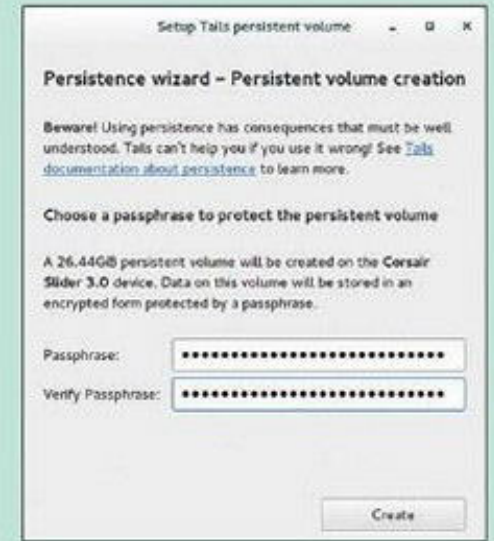 Setup Tails persistent volume
Persistence wizard – Persistent volume creation
Beware! Using persistence has consequences that must be well
understood. Tails can't help you if you use it wrong! See Tails
documentation about persistence to learn more.
Choose a passphrase to protect the persistent volume
A 26.44GiB persistent volume will be created on the Corsair
Slider 3.0 device. Data on this volume will be stored in an
encrypted form protected by a passphrase.
Passphrase:
Verify Passphrase:
Create